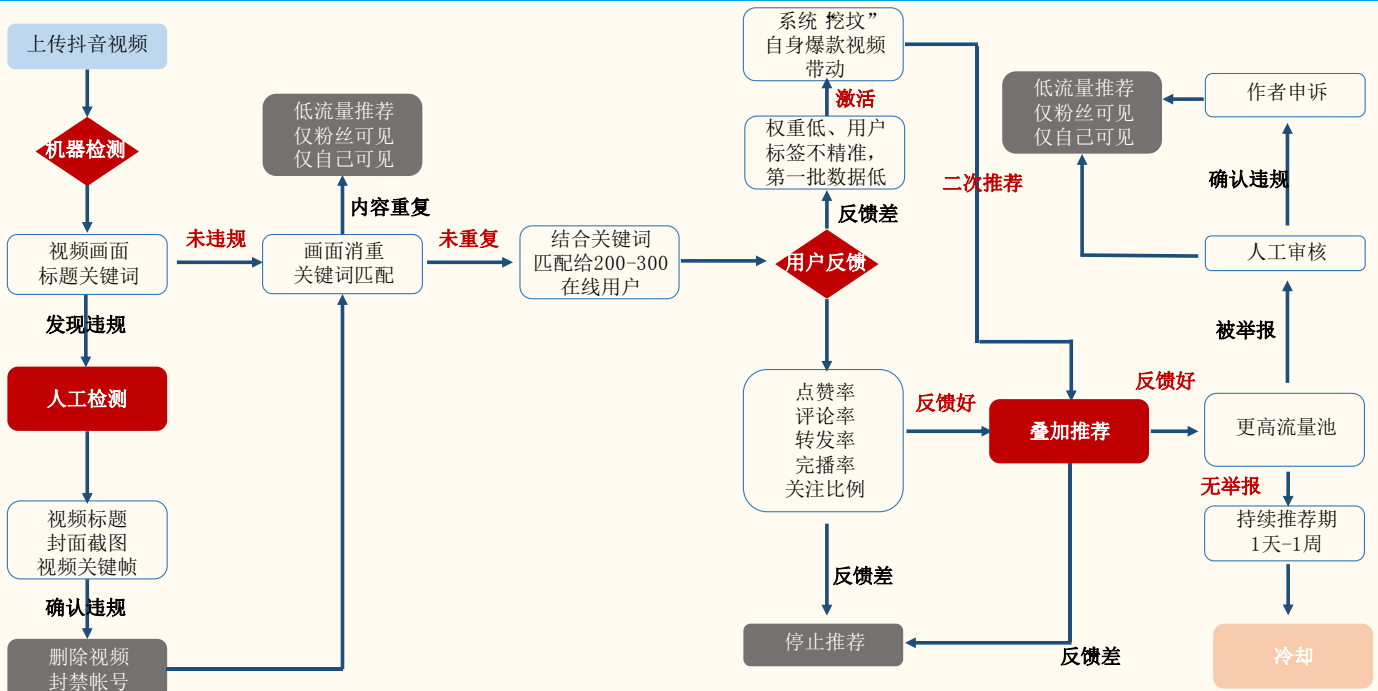 上传抖音视频
机器检测
视频画面
标题关键词
发现违规
人工检测
视频标题
封面截图
视频关键帧
确认违规
删除视频
封禁帐号
未违规
低流量推荐
仅粉丝可见
仅自己可见
内容重复
画面消重
关键词匹配
未重复
结合关键词
匹配给200-300
在线用户
系统“挖坟”
自身爆款视频
带动
激活
权重低、用户
标签不精准，
第一批数据低
反馈差
用户反馈
点赞率
评论率
转发率
完播率
关注比例
反馈差
停止推荐
反馈好
二次推荐
叠加推荐
反馈差
反馈好
低流量推荐
仅粉丝可见
仅自己可见
作者申诉
确认违规
人工审核
被举报
更高流量池
无举报
持续推荐期
1天-1周
冷却